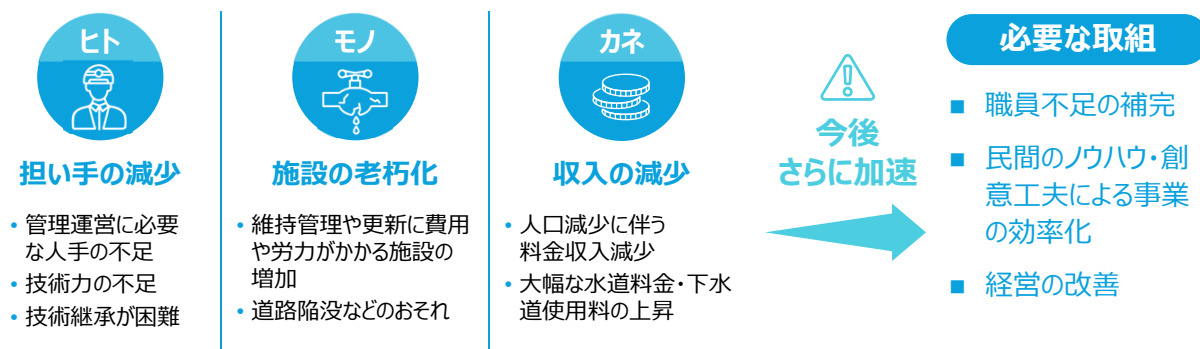 ヒト
担い手の減少
・管理運営に必要
な人手の不足
・技術力の不足
・技術継承が困難
モノ
施設の老朽化
・維持管理や更新に費用
や労力がかかる施設の
増加
・道路陥没などのおそれ
カネ
収入の減少
・人口減少に伴う
料金収入減少
・大幅な水道料金・下水
道使用料の上昇
今後
さらに加速
必要な取組
■ 職員不足の補完
■ 民間のノウハウ・創
意工夫による事業
の効率化
■ 経営の改善